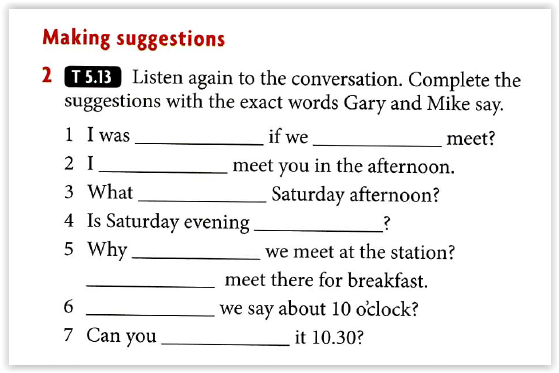 Making suggestions
2 T 5.13 Listen again to the conversation. Complete the
suggestions with the exact words Gary and Mike say.
1 I was ____________ if we ____________ meet?
2 I ____________ meet you in the afternoon.
3 What ____________ Saturday afternoon?
4 Is Saturday evening ____________?
5 Why ____________ we meet at the station?
____________ meet there for breakfast.
6 ____________ we say about 10 o'clock?
7 Can you ____________ it 10.30?